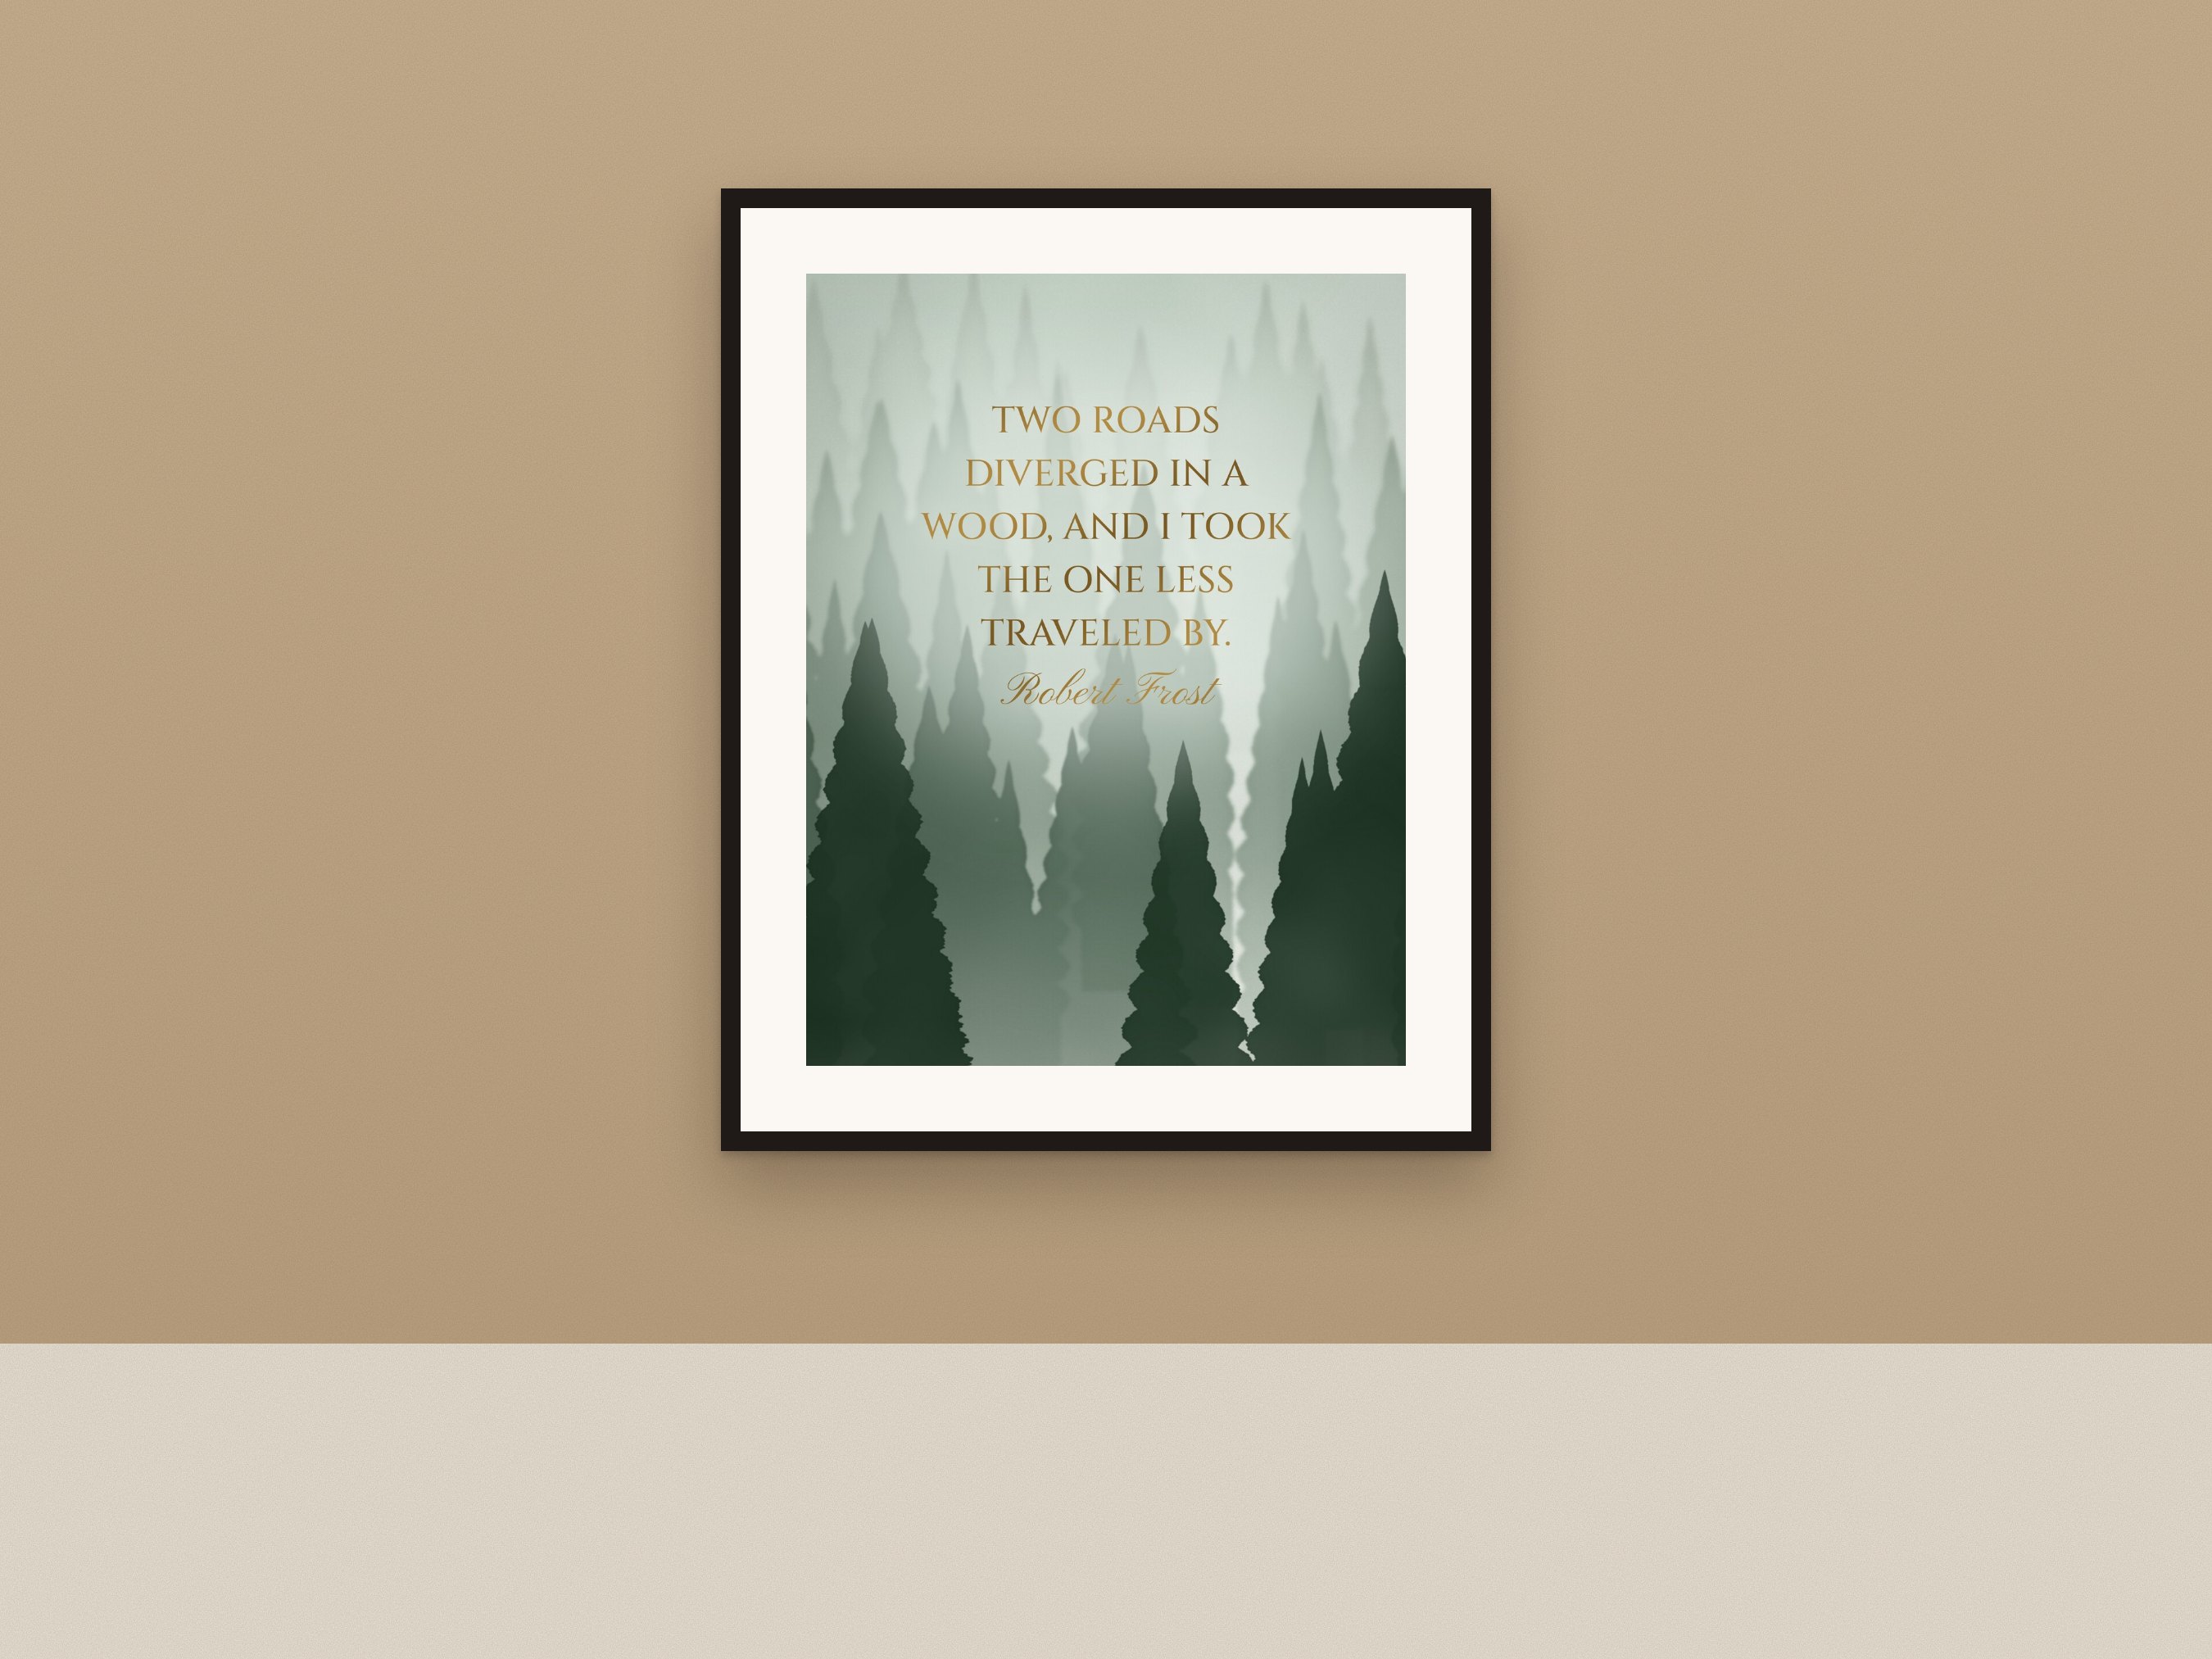 TWO ROADS
DIVERGED IN A
WOOD, AND I TOOK
THE ONE LESS
TRAVELED BY.
Robert Frost